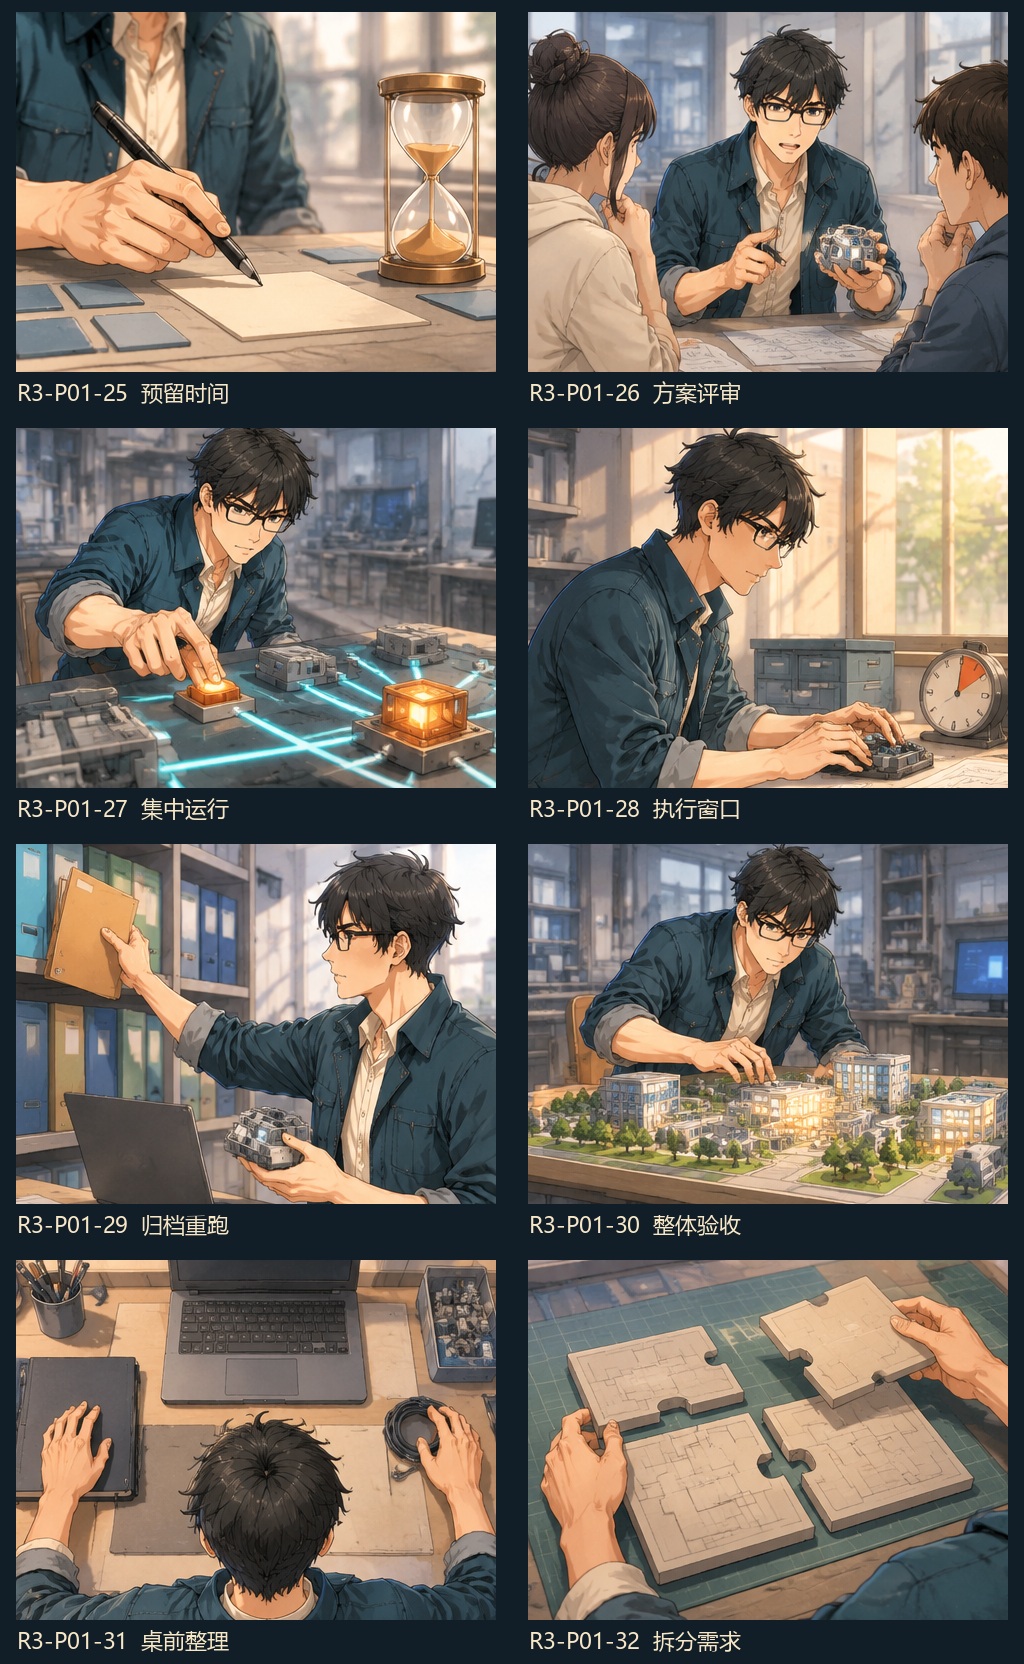 R3-P01-25 预留时间
R3-P01-26 方案评审
R3-P01-27 集中运行
R3-P01-28 执行窗口
R3-P01-29 归档重跑
R3-P01-30 整体验收
R3-P01-31 桌前整理
R3-P01-32 拆分需求